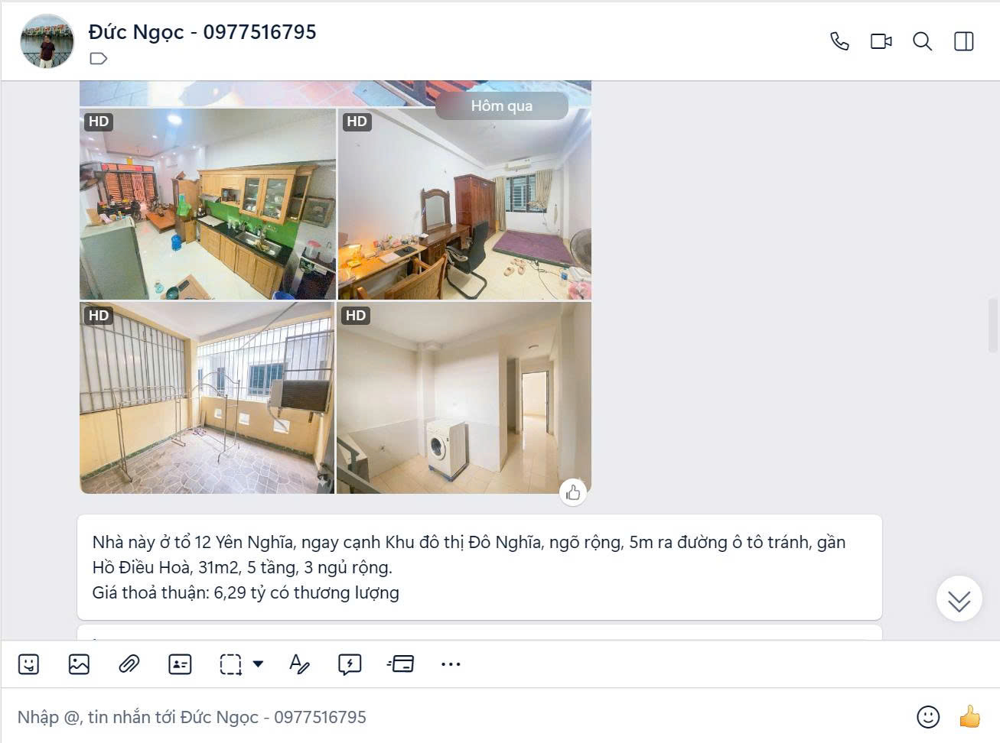 Đức Ngọc - 0977516795
Hôm qua
HD
HD
HD
HD
Nhà này ở tổ 12 Yên Nghĩa, ngay cạnh Khu đô thị Đô Nghĩa, ngõ rộng, 5m ra đường ô tô tránh, gần
Hồ Điều Hoà, 31m2, 5 tầng, 3 ngủ rộng.
Giá thoả thuận: 6,29 tỷ có thương lượng
Nhập @, tin nhắn tới Đức Ngọc - 0977516795